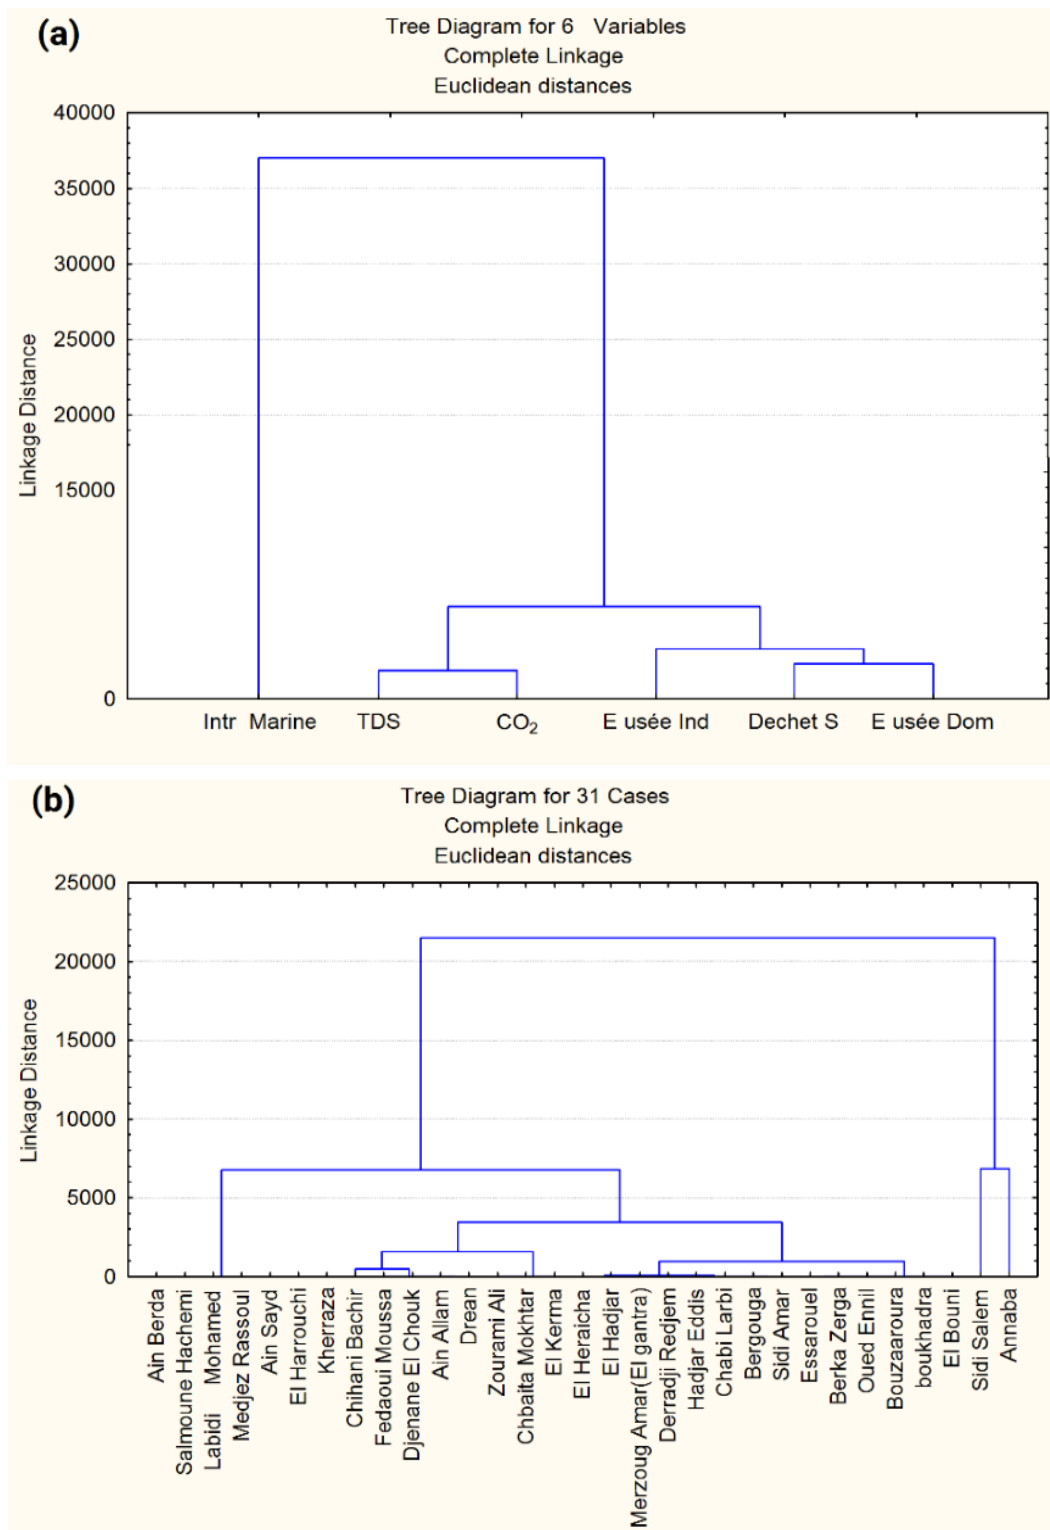 (a)
Tree Diagram for 6 Variables
Complete Linkage
Euclidean distances
40000
35000
30000
25000
20000
15000
0
Linkage Distance
Intr Marine TDS CO₂ E usée Ind Dechet S E usée Dom
(b)
Tree Diagram for 31 Cases
Complete Linkage
Euclidean distances
25000
20000
15000
10000
5000
0
Linkage Distance
Ain Berda
Salmoune Hachemi
Labidi Mohamed
Medjez Rassoul
Ain Sayd
El Harrouchi
Kherraza
Chihani Bachir
Fedaoui Moussa
Djenane El Chouk
Ain Allam
Drean
Zourami Ali
Chbaita Mokhtar
El Kerma
El Heraicha
El Hadjar
Merzoug Amar(El gantra)
Derradji Redjem
Hadjar Eddis
Chabi Larbi
Bergouga
Sidi Amar
Essarouel
Berka Zerga
Oued Ennil
Bouzaaroura
boukhadra
El Bouni
Sidi Salem
Annaba